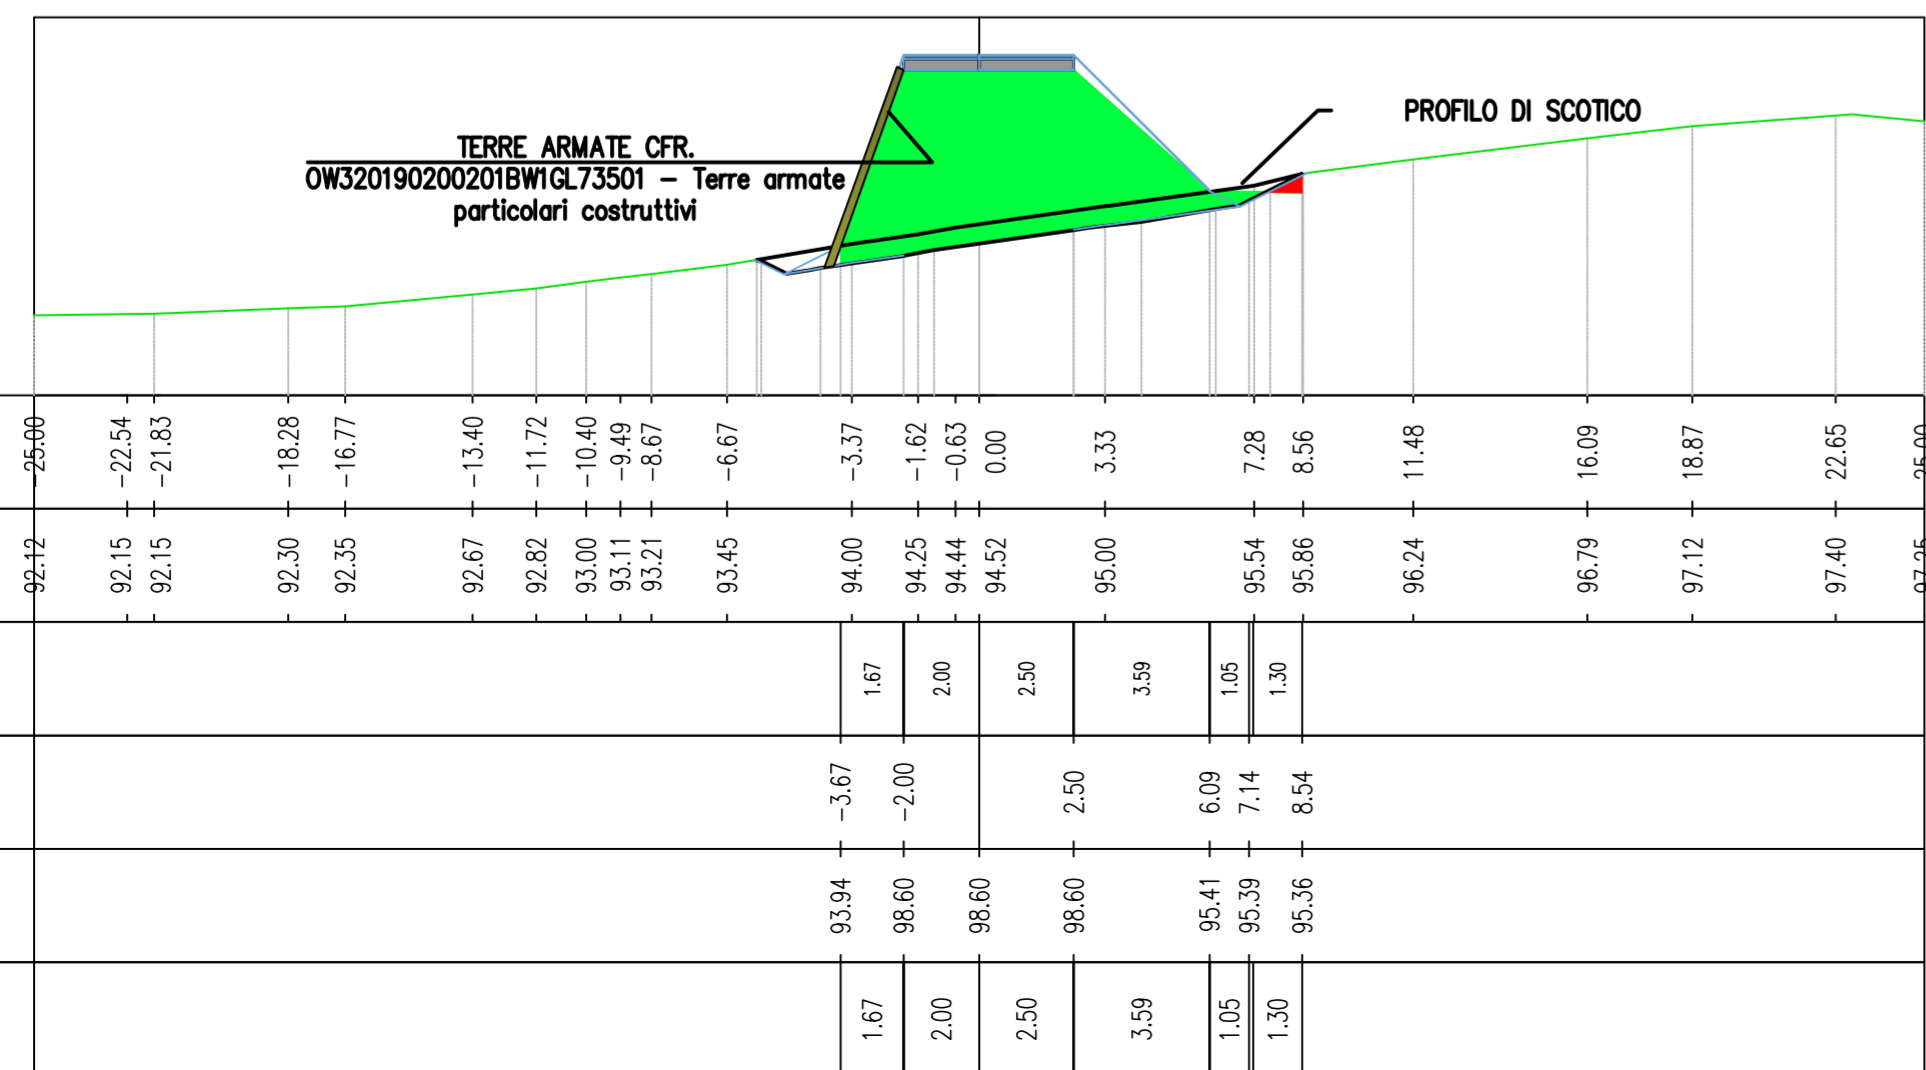 PROFILO DI SCOTICO
TERRE ARMATE CFR.
OW320190200201BW1GL73501 – Terre armate
particolari costruttivi
-25.00 -22.54 -21.83 -18.28 -16.77 -13.40 -11.72 -10.40 -9.49 -8.67 -6.67 -3.37 -1.62 -0.63 0.00 3.33 7.28 8.56 11.48 16.09 18.87 22.65 25.00
92.12 92.15 92.15 92.30 92.35 92.67 92.82 93.00 93.11 93.21 93.45 94.00 94.25 94.44 94.52 95.00 95.54 95.86 96.24 96.79 97.12 97.40 97.25
1.67 2.00 2.50 3.59 1.05 1.30
-3.67 -2.00 2.50 6.09 7.14 8.54
93.94 98.60 98.60 98.60 95.41 95.39 95.36
1.67 2.00 2.50 3.59 1.05 1.30